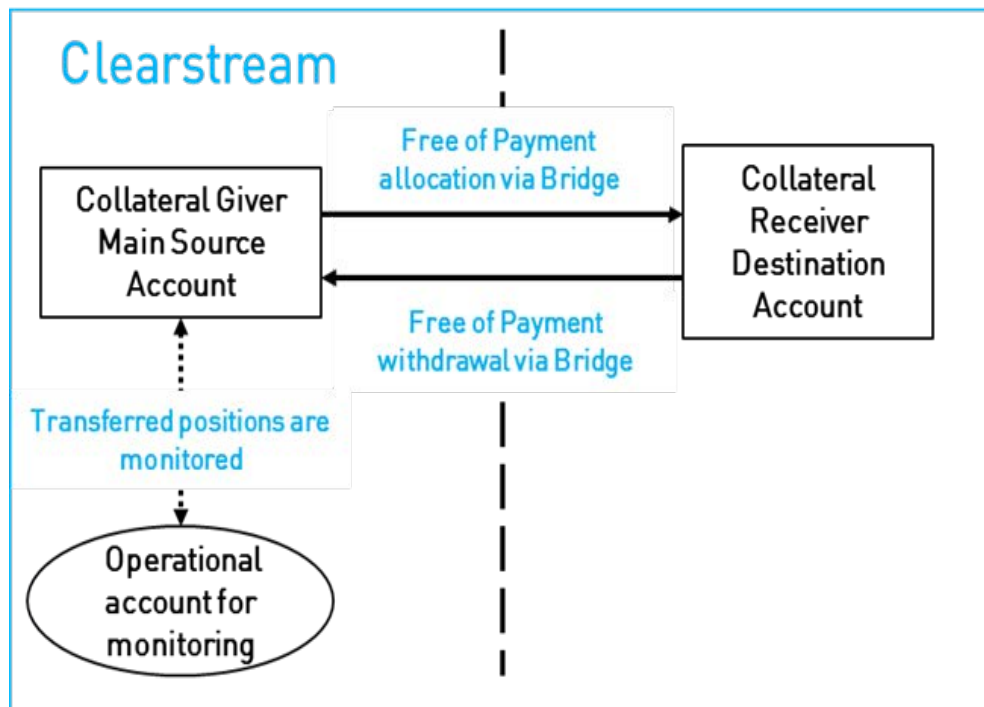 Clearstream
Free of Payment
allocation via Bridge
Collateral Giver
Main Source
Account
Collateral
Receiver
Destination
Account
Free of Payment
withdrawal via Bridge
Transferred positions are
monitored
Operational
account for
monitoring